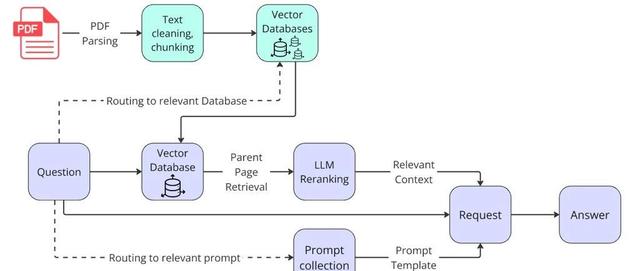 PDF
PDF
Parsing
Text
cleaning,
chunking
Vector
Databases
Routing to relevant Database
Question
Vector
Database
Parent
Page
Retrieval
LLM
Reranking
Relevant
Context
Request
Answer
Routing to relevant prompt
Prompt
collection
Prompt
Template